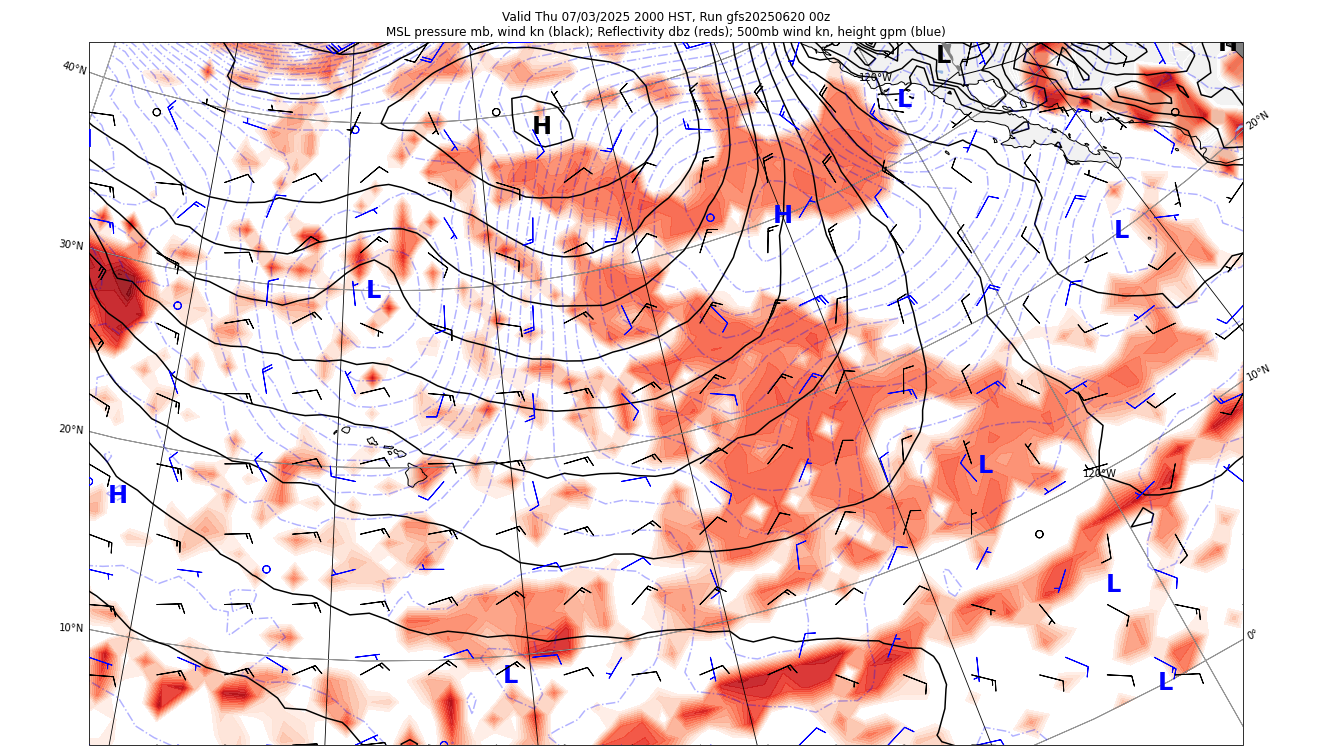 Valid Thu 07/03/2025 2000 HST, Run gfs20250620 00z
MSL pressure mb, wind kn (black); Reflectivity dbz (reds); 500mb wind kn, height gpm (blue)
H
L
40°N
120°W
L
20°N
H
H
L
30°N
L
10°N
20°N
L
120°W
H
L
10°N
0°
L
L